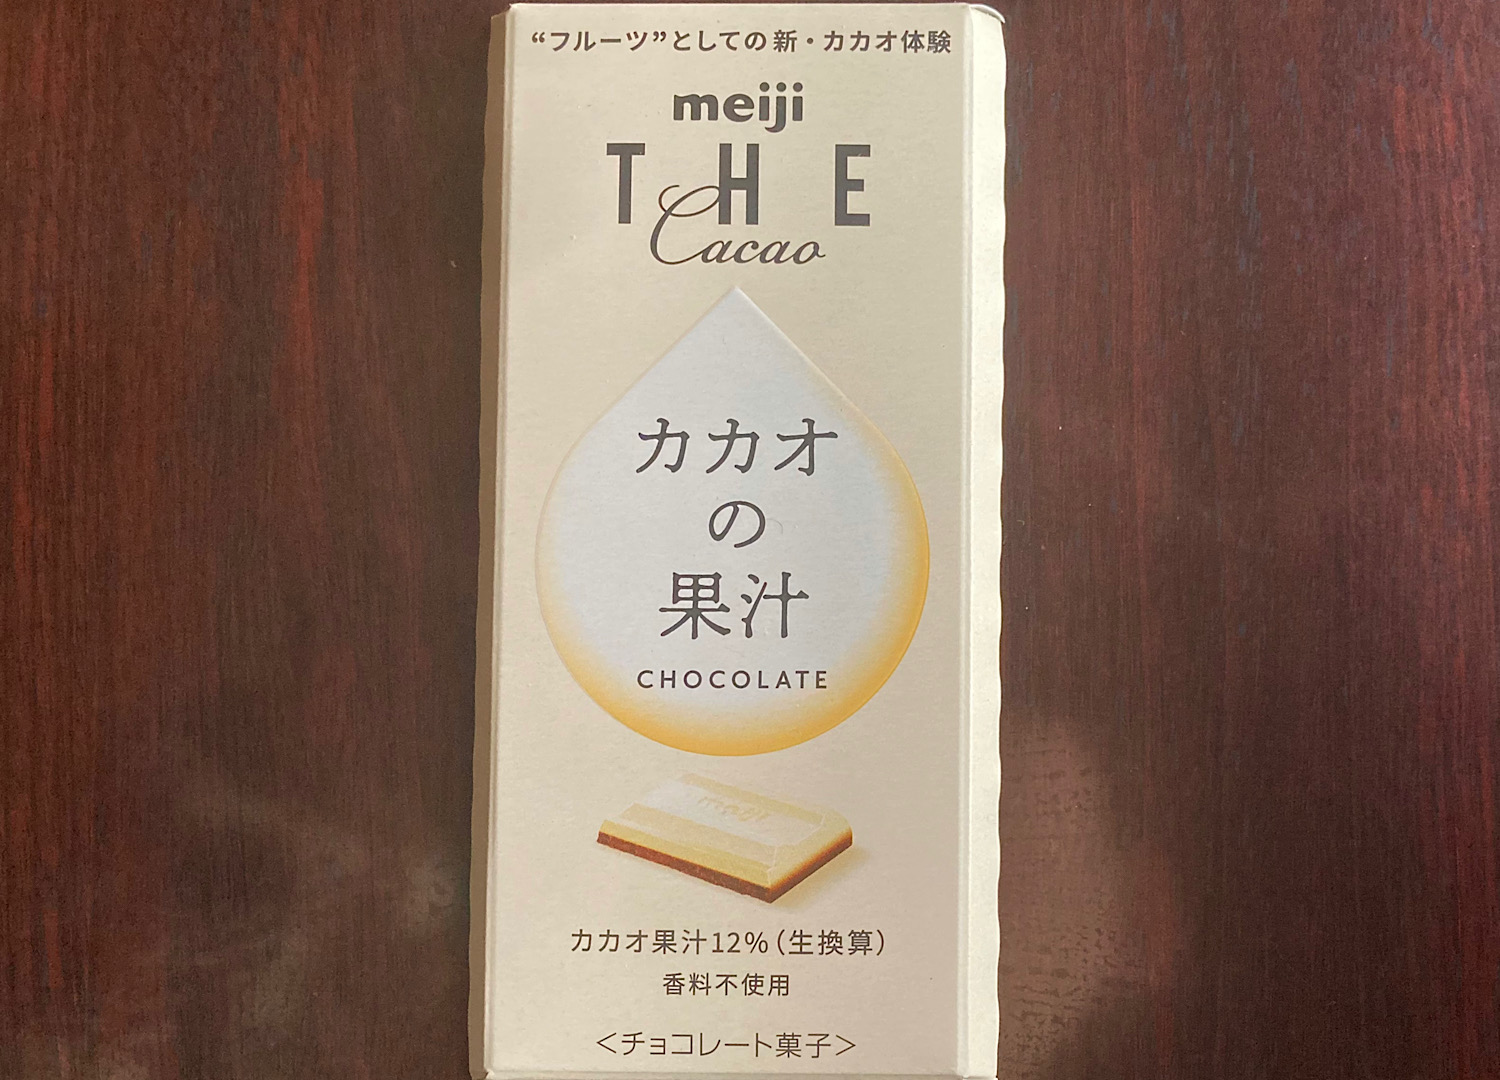 “フルーツ”としての新・カカオ体験
meiji
THE
Cacao
カカオ
の
果汁
CHOCOLATE
カカオ果汁12%(生換算)
香料不使用
<チョコレート菓子>